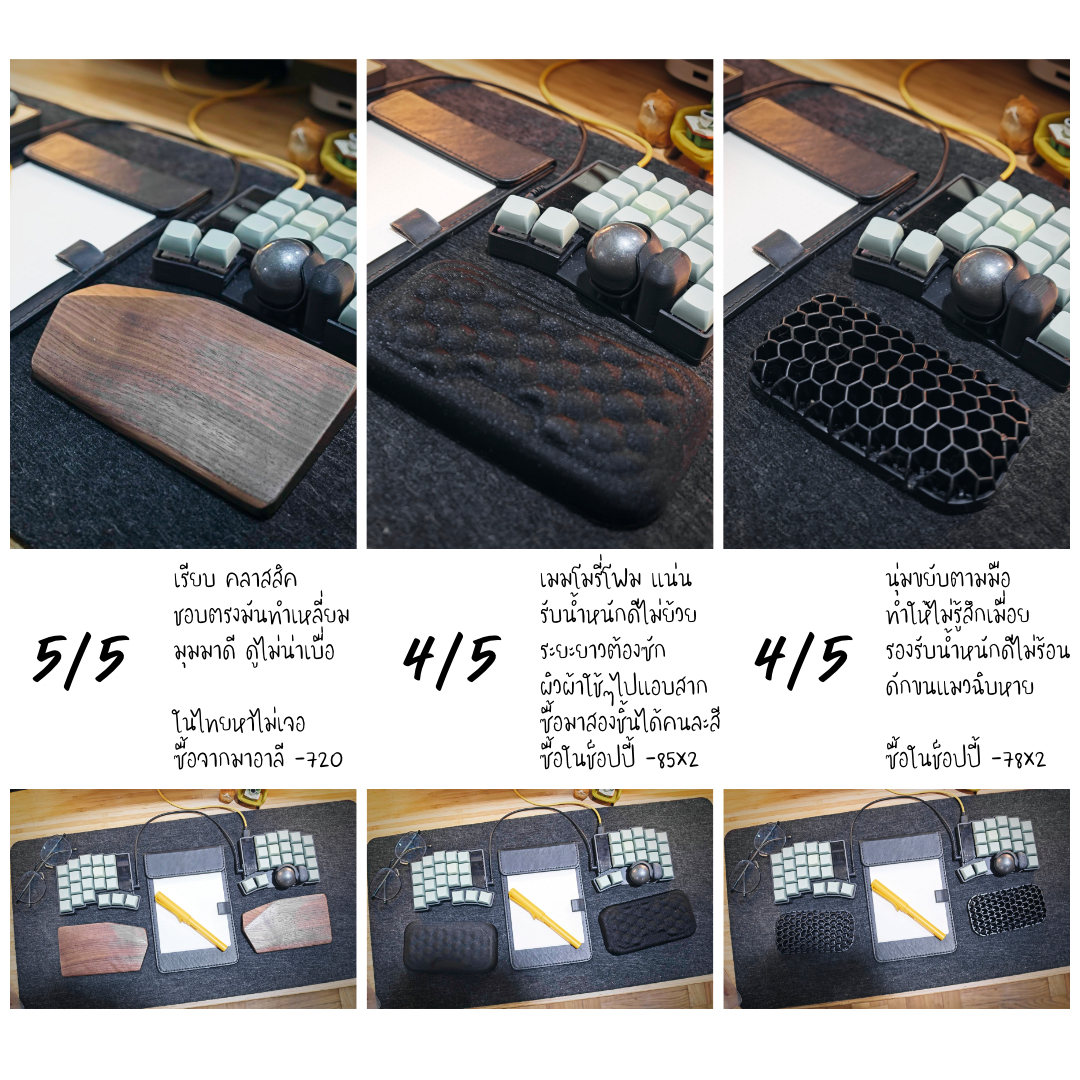 5/5
เรียบ คลาสสิค
ขอบตรงมันทำเหลี่ยม
มุมมาดี ดูไม่น่าเบื่อ
ในไทยหาไม่เจอ
ซื้อจากมาอาลี -720
4/5
เมมโมรี่โฟม แน่น
รับน้ำหนักดีไม่ย้วย
ระยะยาวต้องซัก
ผิวผ้าใช้ๆไปแอบสาก
ซื้อมาสองชิ้นได้คนละสี
ซื้อในช็อปปี้ -85x2
4/5
นุ่มขยับตามมือ
ทำให้ไม่รู้สึกเมื่อย
รองรับน้ำหนักดีไม่ร้อน
ดักขนแมวฉิบหาย
ซื้อในช็อปปี้ -78x2